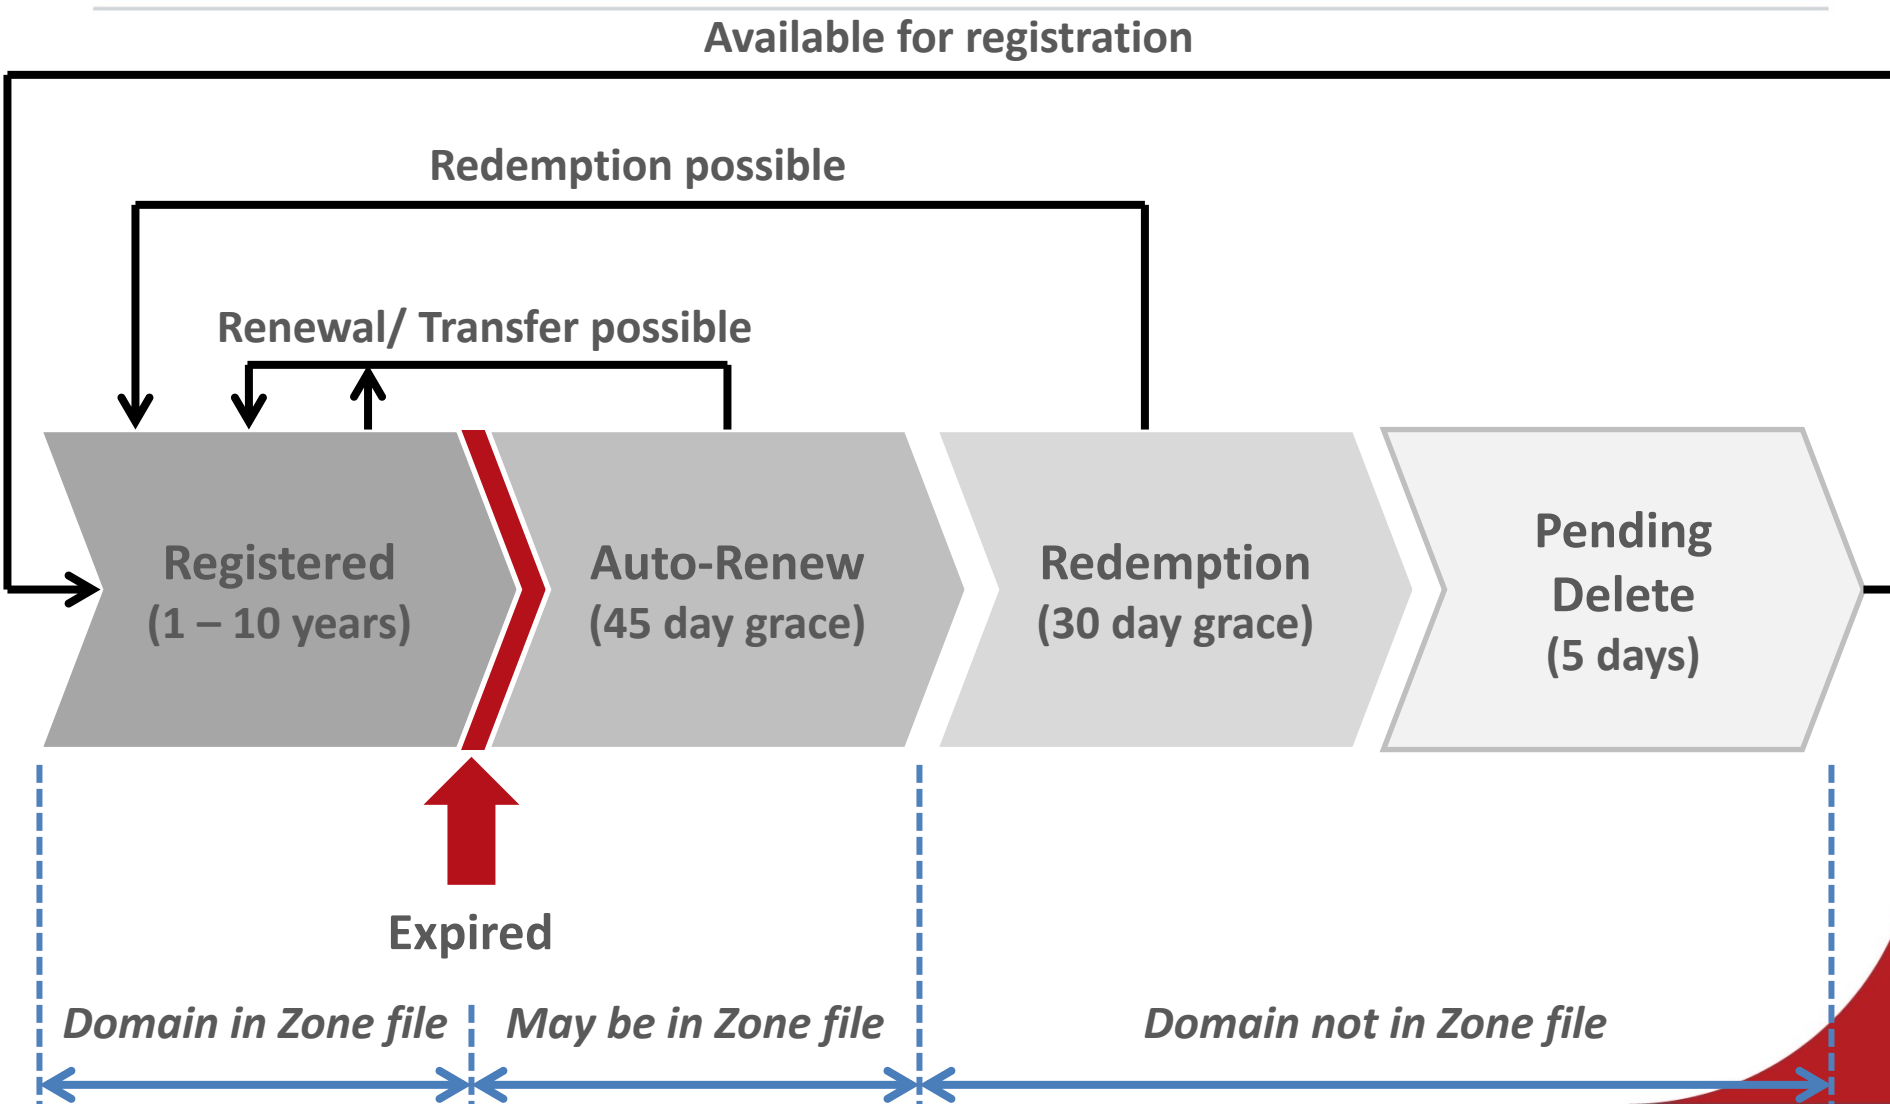 Available for registration
Redemption possible
Renewal/ Transfer possible
Registered
(1 – 10 years)
Auto-Renew
(45 day grace)
Redemption
(30 day grace)
Pending
Delete
(5 days)
Expired
Domain in Zone file
May be in Zone file
Domain not in Zone file